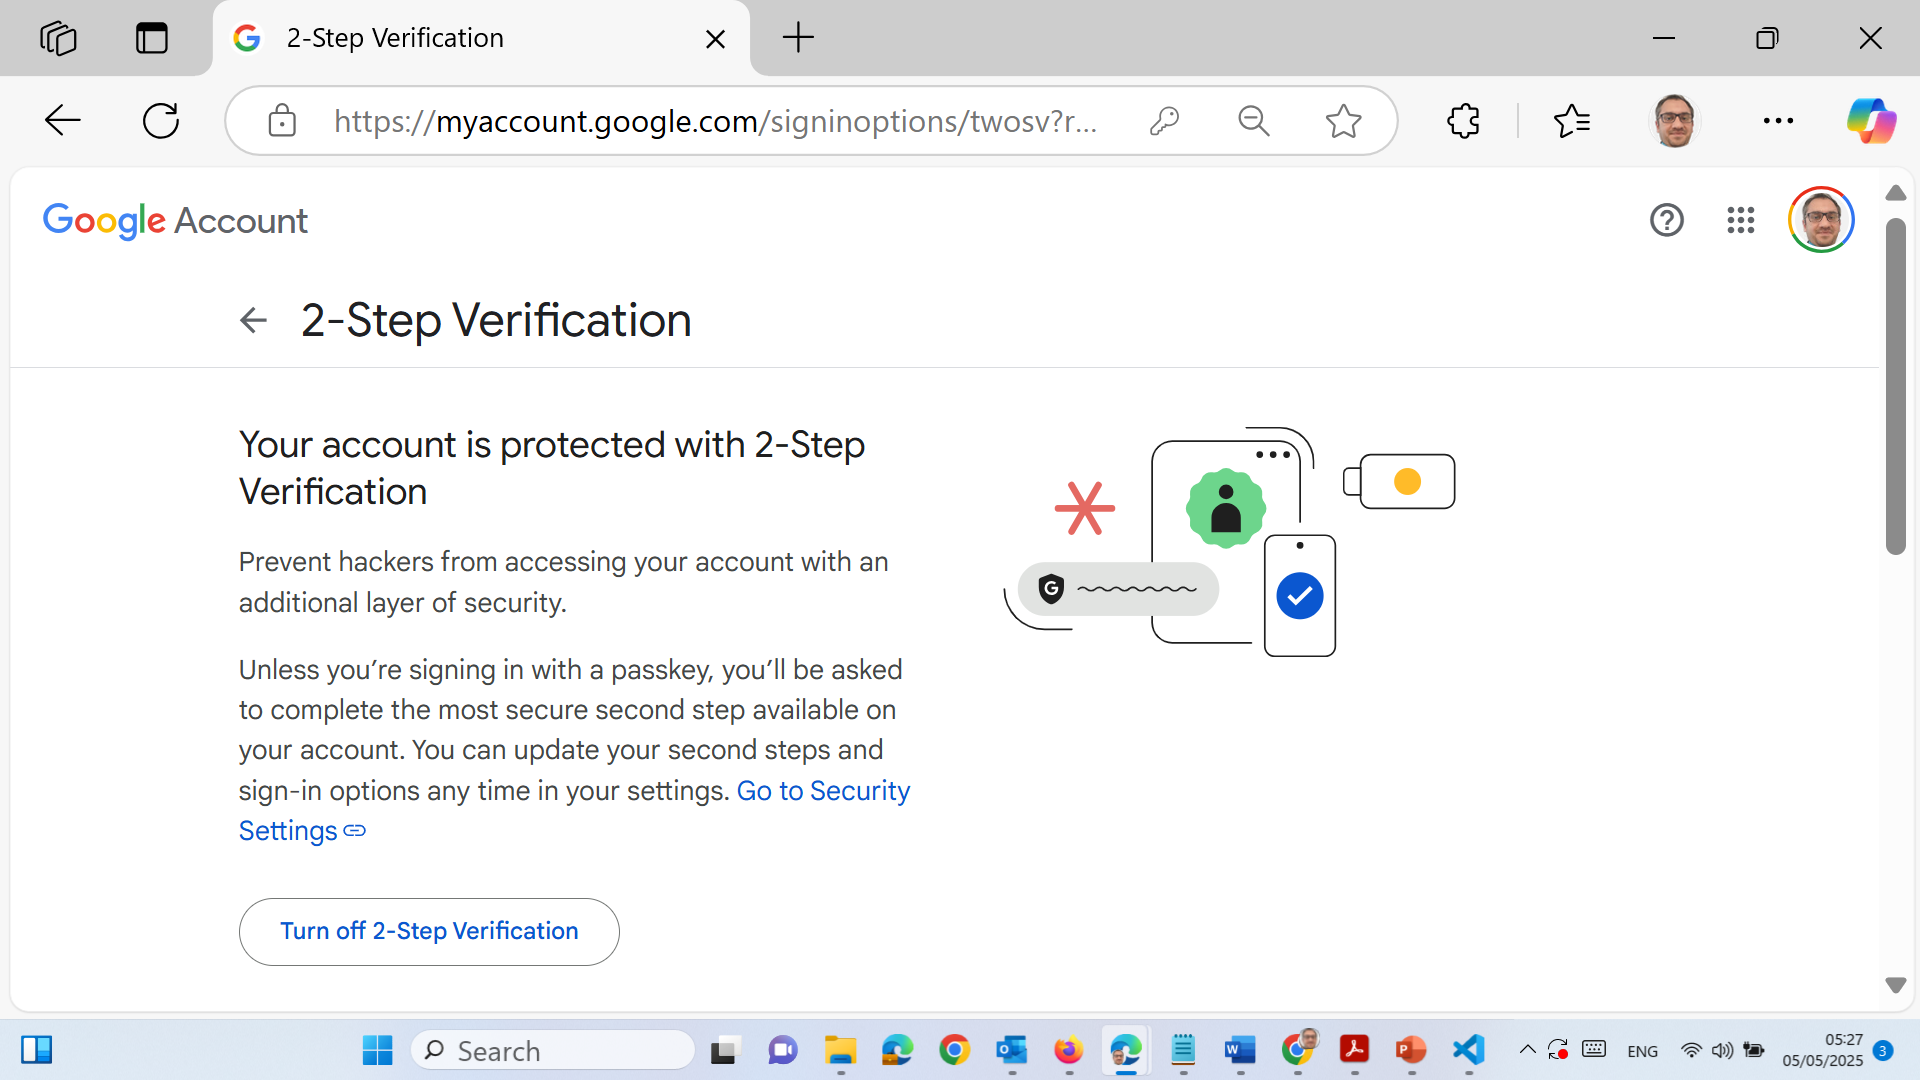 2-Step Verification
https://myaccount.google.com/signinoptions/twosv?r...
Google Account
2-Step Verification
Your account is protected with 2-Step
Verification
Prevent hackers from accessing your account with an
additional layer of security.
Unless you’re signing in with a passkey, you’ll be asked
to complete the most secure second step available on
your account. You can update your second steps and
sign-in options any time in your settings. Go to Security
Settings
Turn off 2-Step Verification
Search
ENG
05:27
05/05/2025
3